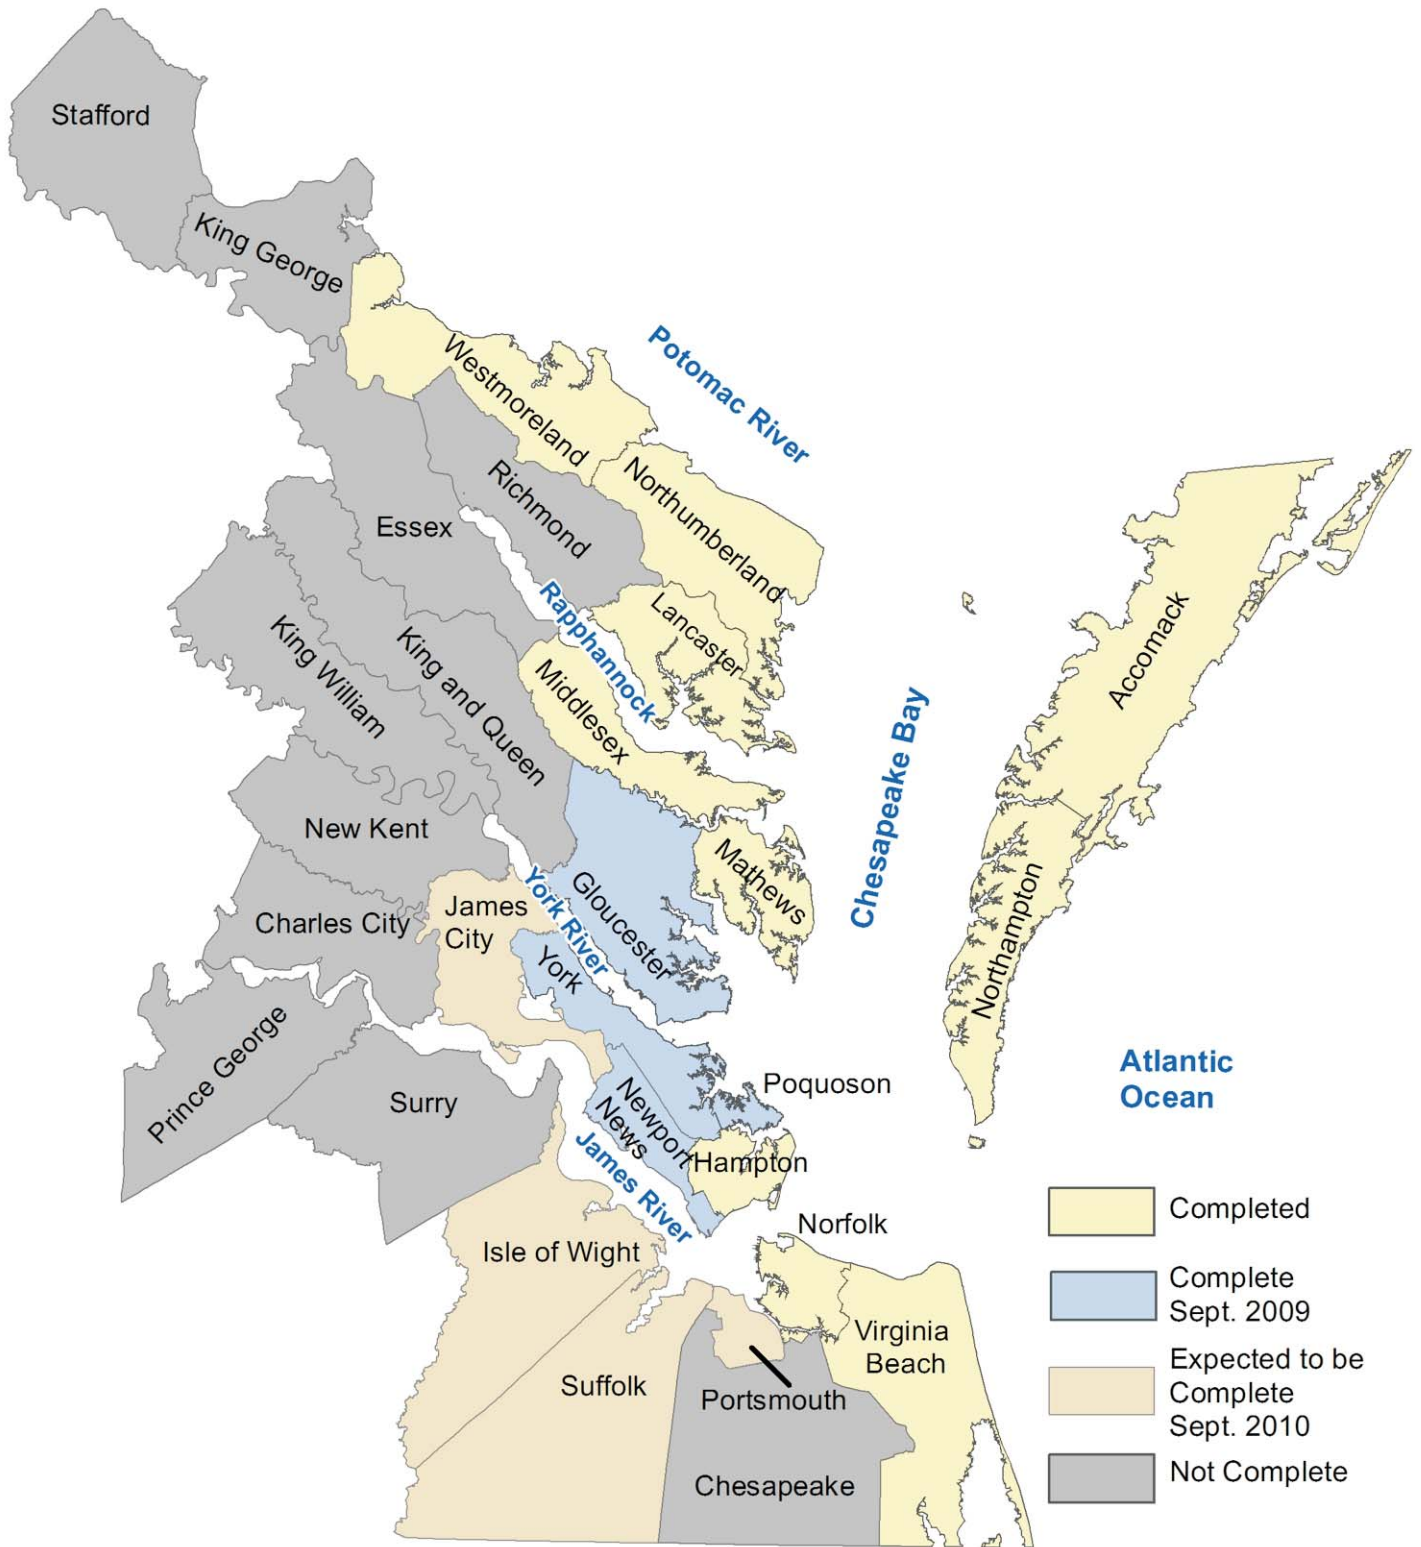 Stafford
King George
Westmoreland
Potomac River
Richmond
Northumberland
Essex
Rapphannock
Lancaster
King William
King and Queen
Middlesex
Accomack
Chesapeake Bay
New Kent
Mathews
Charles City
James
City
York River
Gloucester
York
Northampton
Prince George
Surry
Newport
News
Poquoson
Hampton
James River
Atlantic
Ocean
Norfolk
Isle of Wight
Virginia
Beach
Suffolk
Portsmouth
Chesapeake
Completed
Complete
Sept. 2009
Expected to be
Complete
Sept. 2010
Not Complete